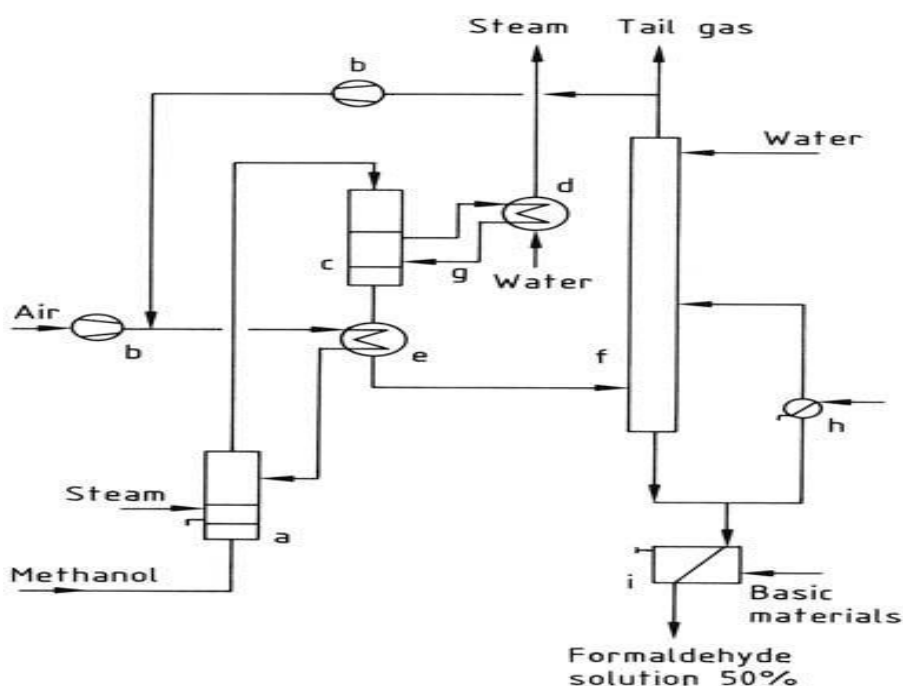 Steam
Tail gas
b
Water
d
c
g
Water
Air
b
e
f
h
Steam
a
Methanol
i
Basic
materials
Formaldehyde
solution 50%